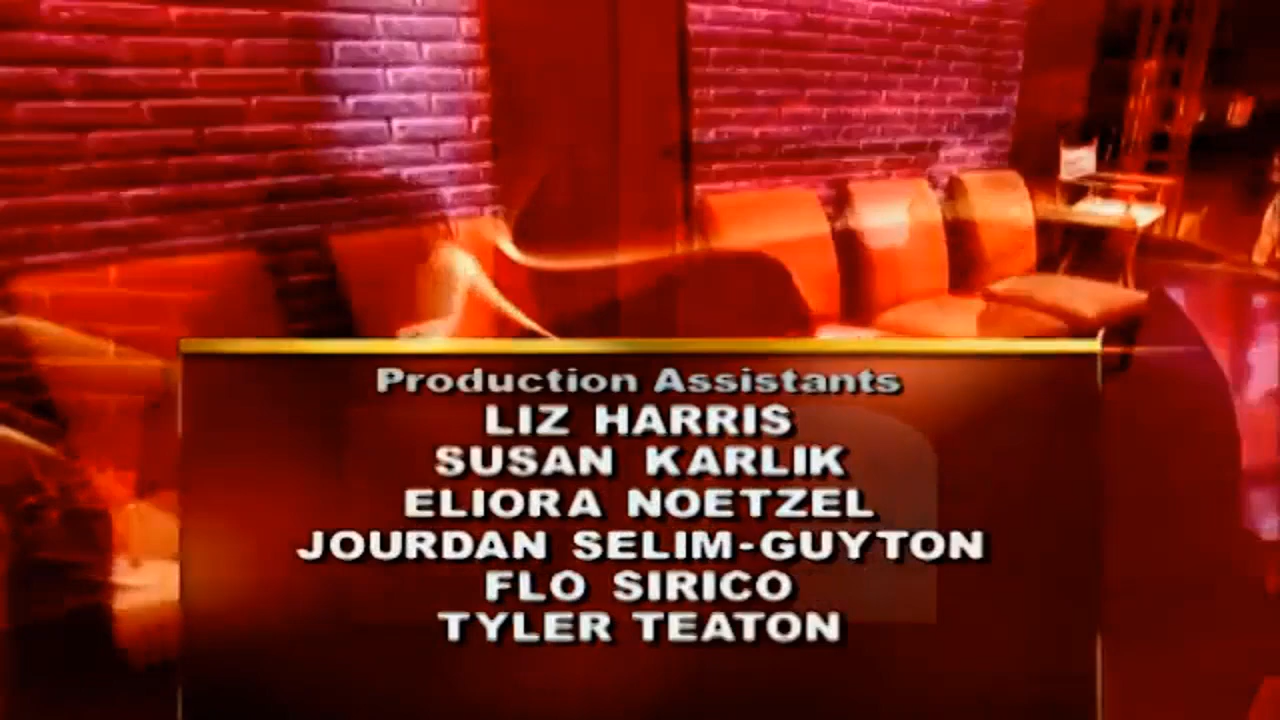 Production Assistants
LIZ HARRIS
SUSAN KARLIK
ELIORA NOETZEL
JOURDAN SELIM-GUYTON
FLO SIRICO
TYLER TEATON